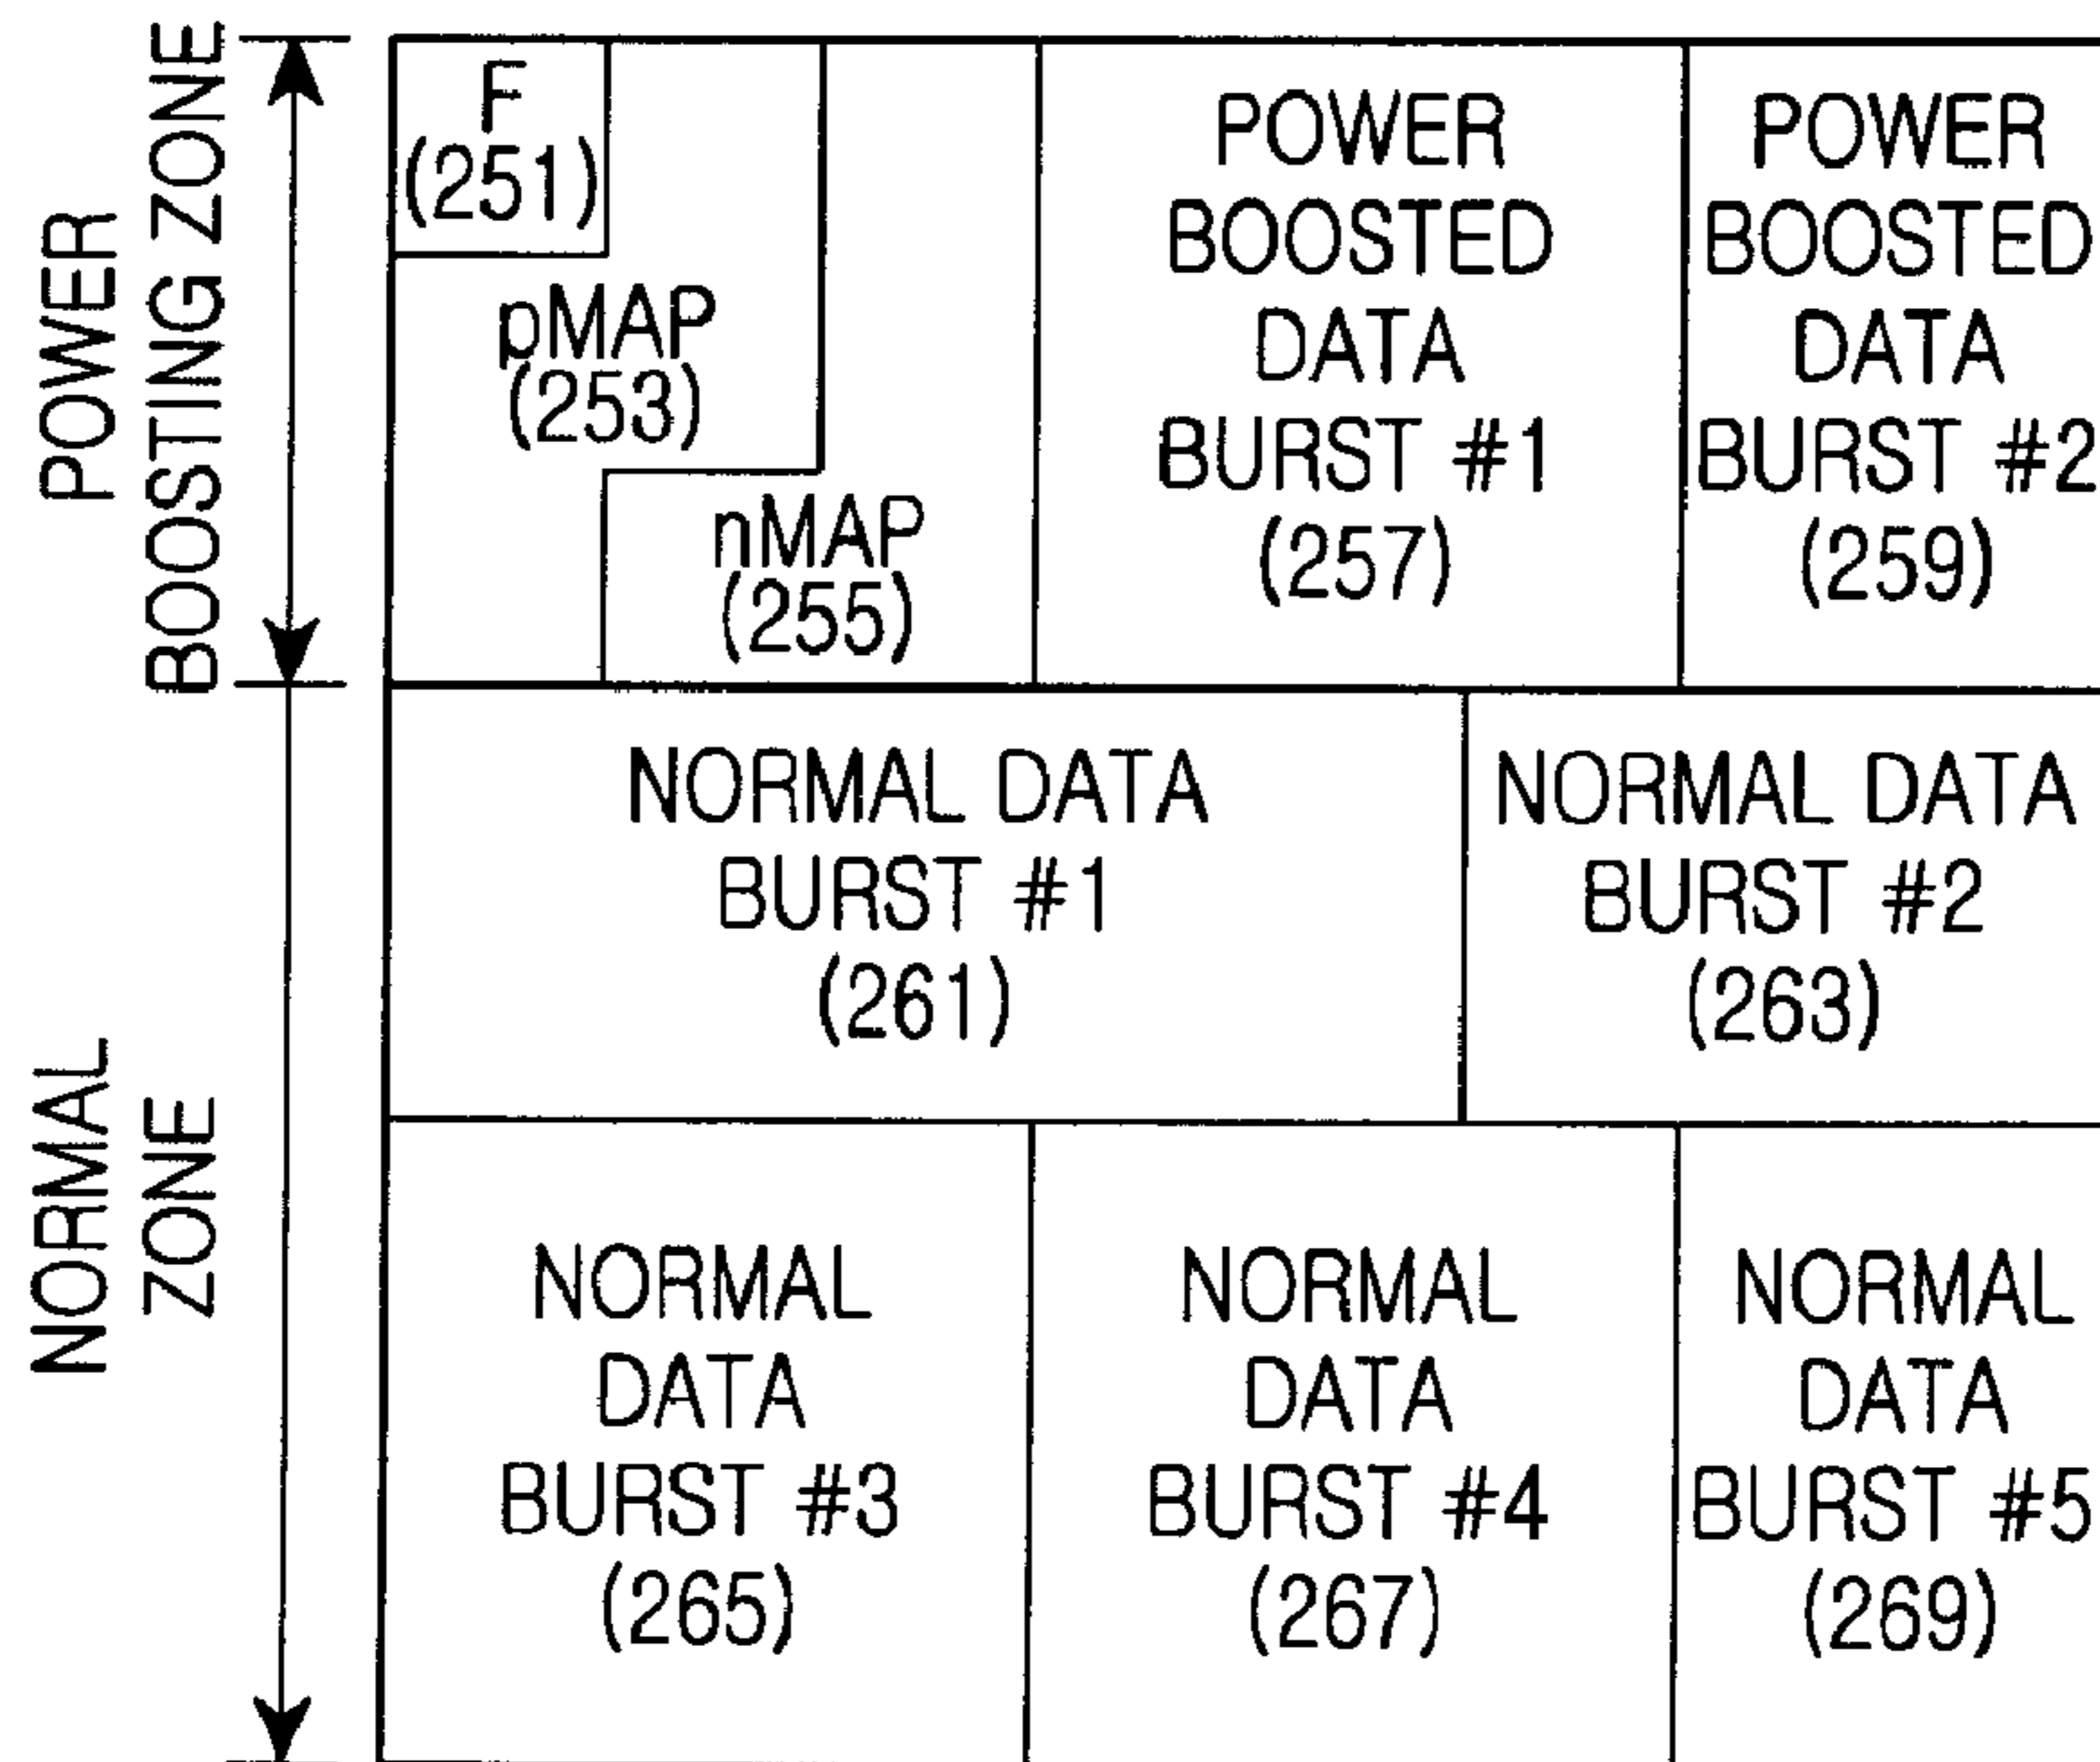 POWER
BOOSTING ZONE
F
(251)
pMAP
(253)
nMAP
(255)
POWER
BOOSTED
DATA
BURST #1
(257)
POWER
BOOSTED
DATA
BURST #2
(259)
NORMAL
ZONE
NORMAL DATA
BURST #1
(261)
NORMAL DATA
BURST #2
(263)
NORMAL
DATA
BURST #3
(265)
NORMAL
DATA
BURST #4
(267)
NORMAL
DATA
BURST #5
(269)